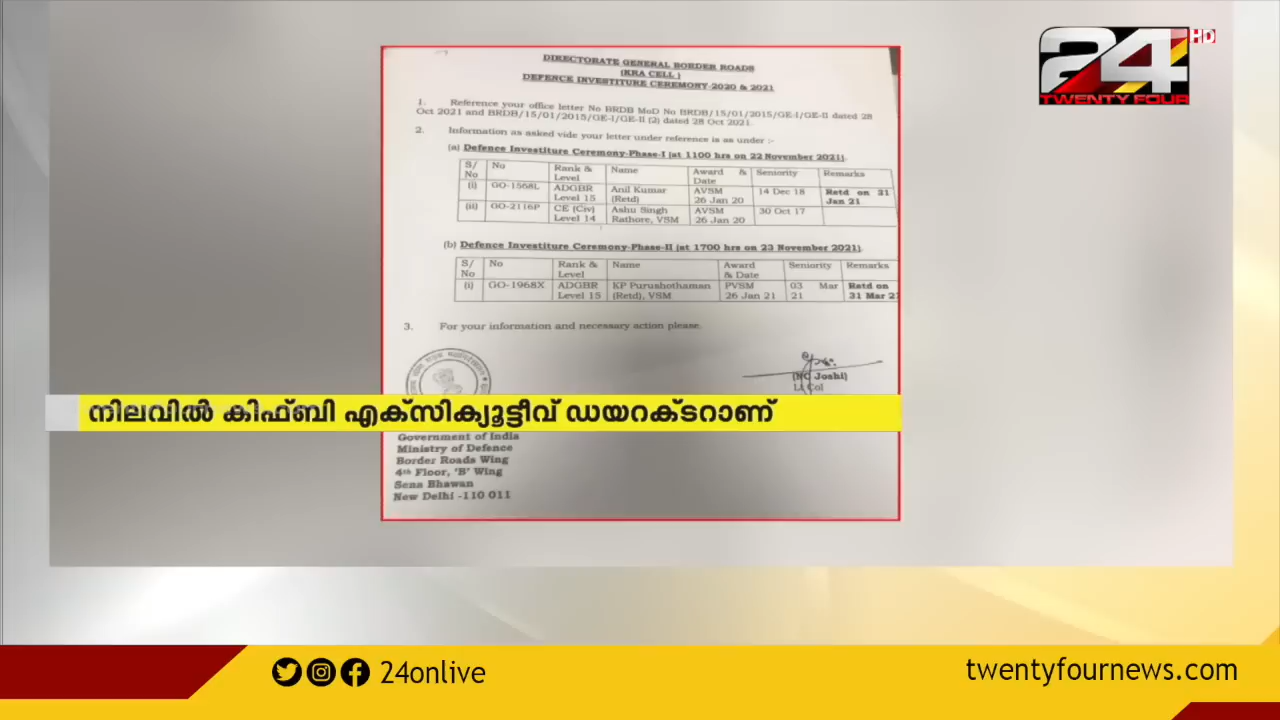 24
HD
TWENTY FOUR
DIRECTORATE GENERAL BORDER ROADS
(KRA CELL )
DEFENCE INVESTITURE CEREMONY-2020 & 2021
1. Reference your office letter No BRDB MoD No BRDB/15/01/2015/GE-I/GE-II dated 28
Oct 2021 and BRDB/15/01/2015/GE-I/GE-II (2) dated 28 Oct 2021.
2. Information as asked vide your letter under reference is as under :-
(a) Defence Investiture Ceremony-Phase-I (at 1100 hrs on 22 November 2021).
S/ No No Rank & Level Name Award & Date Seniority Remarks
(i) GO-1568L ADGBR Level 15 Anil Kumar (Retd) AVSM 26 Jan 20 14 Dec 18 Retd on 21 Jan 21
(ii) GO-2116P CE (Civ) Level 14 Ashu Singh Rathore, VSM AVSM 26 Jan 20 30 Oct 17
(b) Defence Investiture Ceremony-Phase-II (at 1700 hrs on 23 November 2021).
S/ No No Rank & Level Name Award & Date Seniority Remarks
(i) GO-1968X ADGBR Level 15 KP Purushothaman (Retd), VSM PVSM 26 Jan 21 03 Mar 21 Retd on 31 Mar 21
3. For your information and necessary action please.
Joshi)
Lt Col
നിലവിൽ കിഫ്ബി എക്സിക്യൂട്ടീവ് ഡയറക്ടറാണ്
Government of India
Ministry of Defence
Border Roads Wing
4th Floor, 'B' Wing
Sena Bhawan
New Delhi -110 011
24onlive
twentyfournews.com